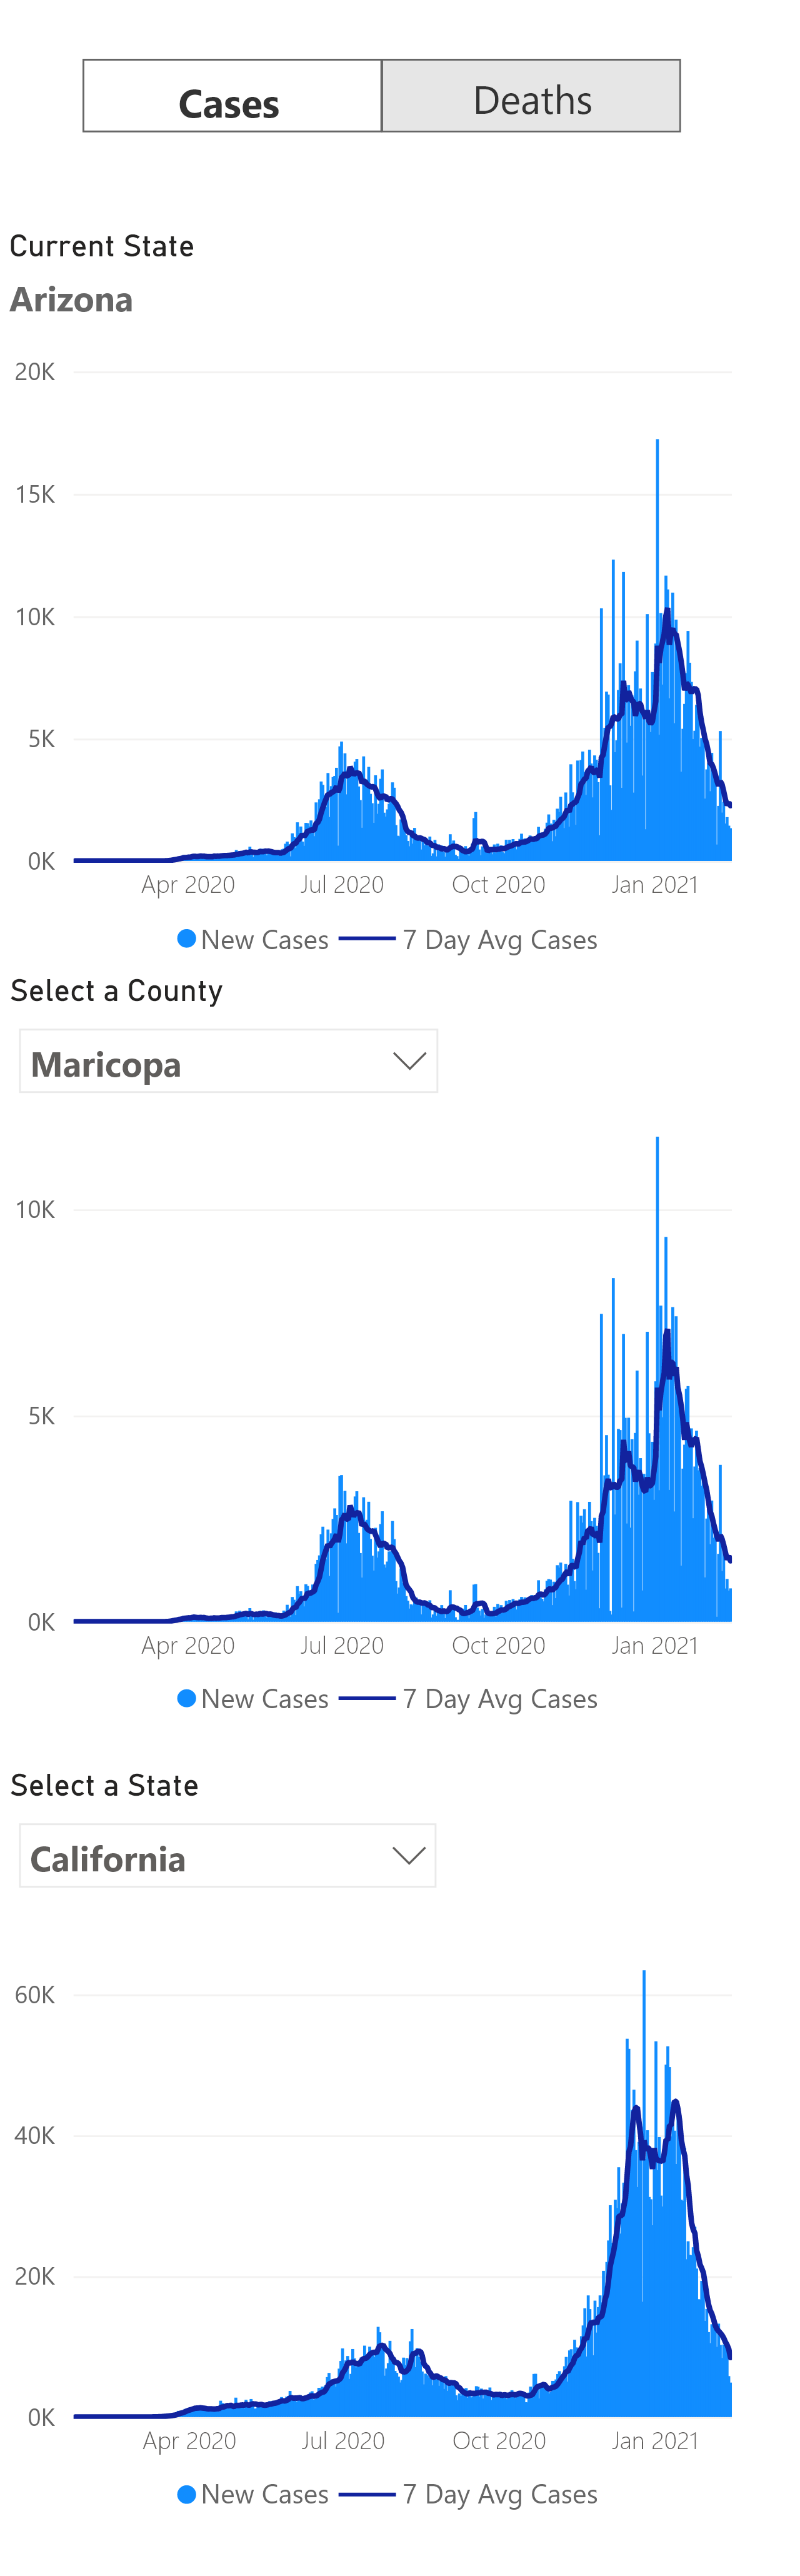 Cases Deaths
Current State
Arizona
20K
15K
10K
5K
0K
Apr 2020 Jul 2020 Oct 2020 Jan 2021
New Cases 7 Day Avg Cases
Select a County
Maricopa
10K
5K
0K
Apr 2020 Jul 2020 Oct 2020 Jan 2021
New Cases 7 Day Avg Cases
Select a State
California
60K
40K
20K
0K
Apr 2020 Jul 2020 Oct 2020 Jan 2021
New Cases 7 Day Avg Cases